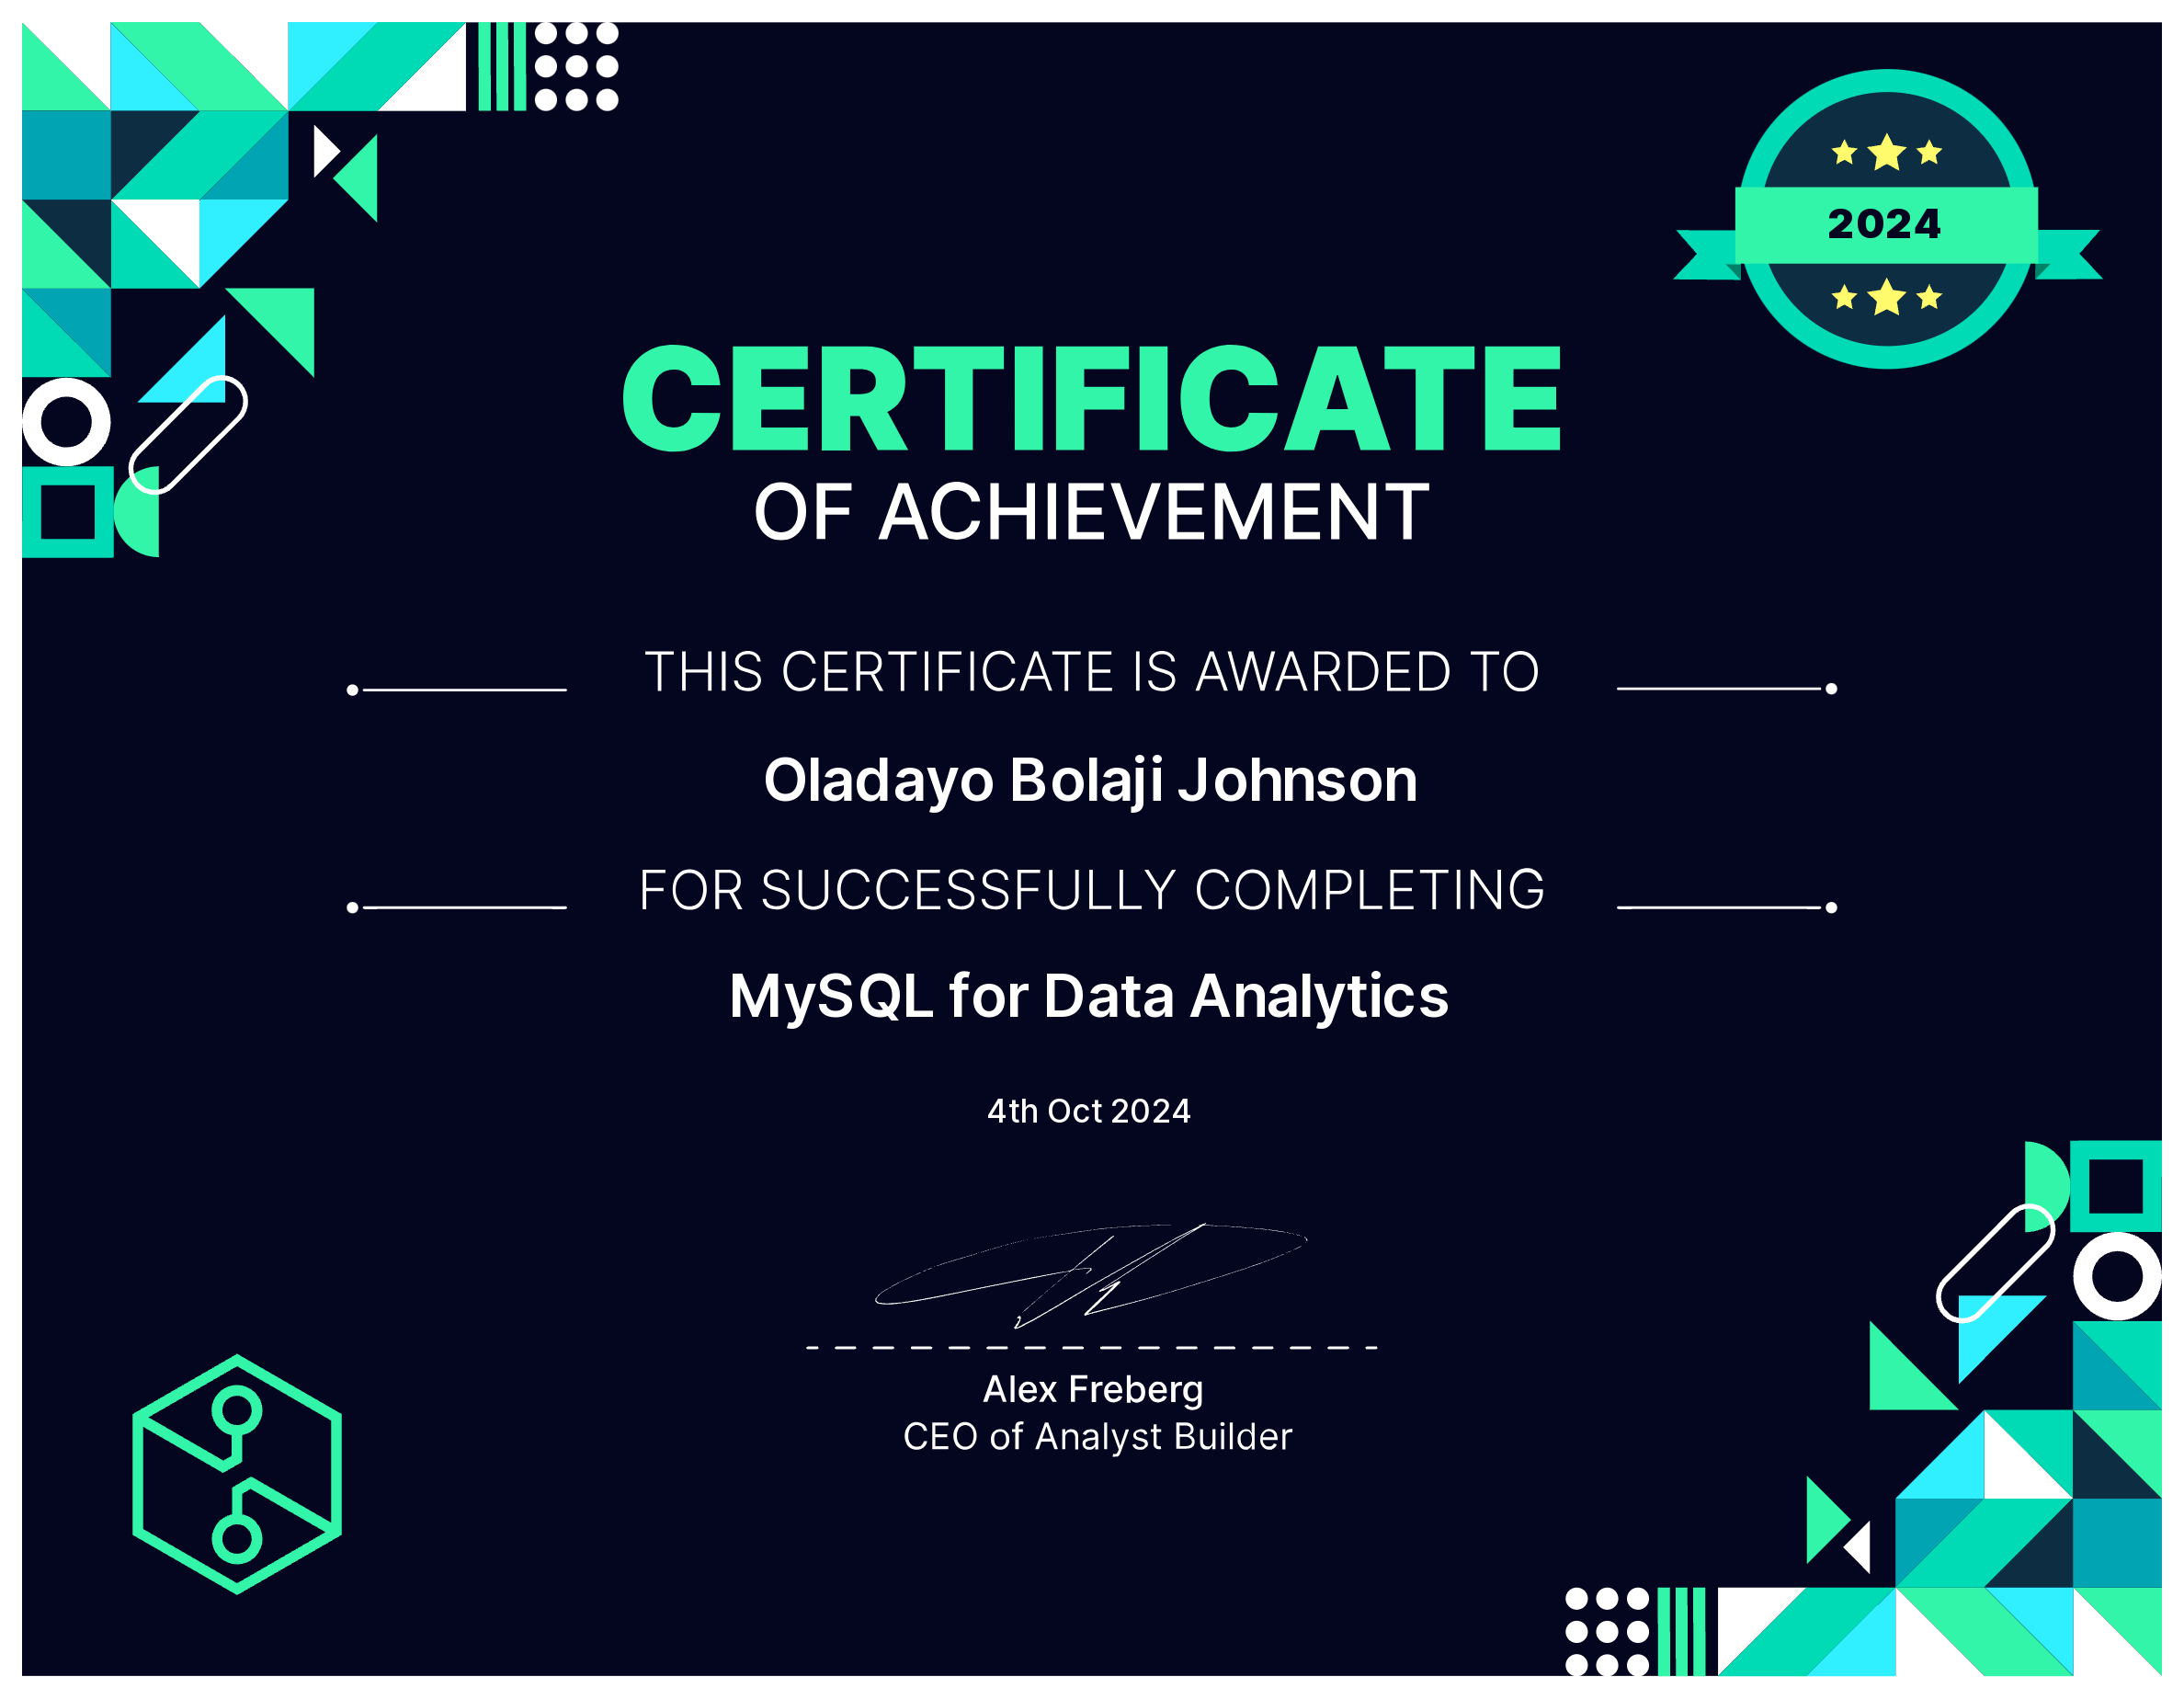 2024
CERTIFICATE
OF ACHIEVEMENT
THIS CERTIFICATE IS AWARDED TO
Oladayo Bolaji Johnson
FOR SUCCESSFULLY COMPLETING
MySQL for Data Analytics
4th Oct 2024
Alex Freberg
CEO of Analyst Builder